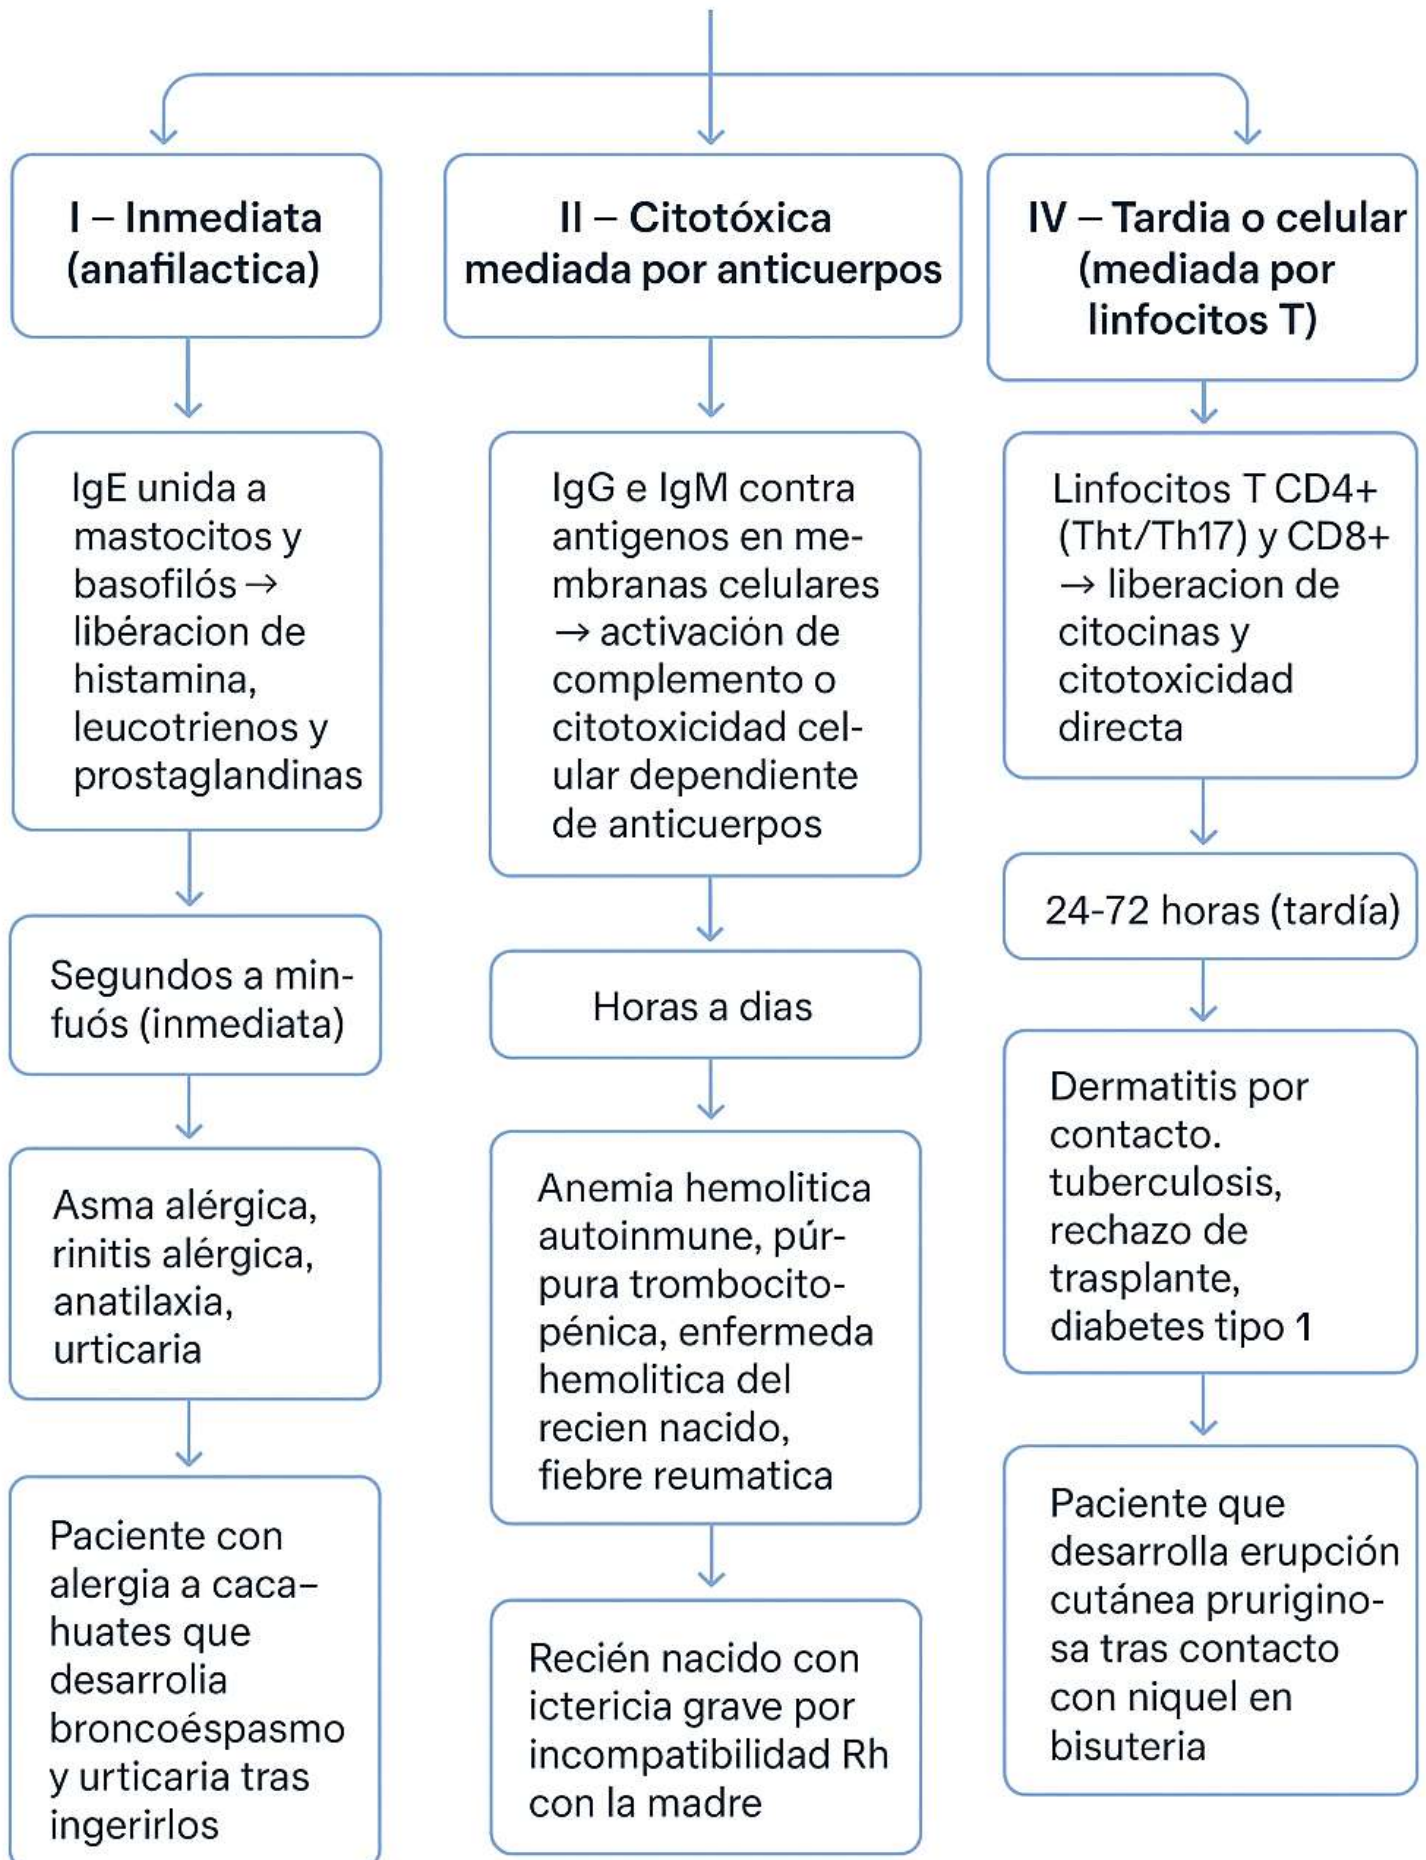 I – Inmediata
(anafilactica)
IgE unida a
mastocitos y
basofilós →
libéracion de
histamina,
leucotrienos y
prostaglandinas
Segundos a min-
fuós (inmediata)
Asma alérgica,
rinitis alérgica,
anatilaxia,
urticaria
Paciente con
alergia a caca–
huates que
desarrolia
broncoéspasmo
y urticaria tras
ingerirlos
II – Citotóxica
mediada por anticuerpos
IgG e IgM contra
antigenos en me-
mbranas celulares
→ activación de
complemento o
citotoxicidad cel-
ular dependiente
de anticuerpos
Horas a dias
Anemia hemolitica
autoinmune, púr-
pura trombocito-
pénica, enfermeda
hemolitica del
recien nacido,
fiebre reumatica
Recién nacido con
ictericia grave por
incompatibilidad Rh
con la madre
IV – Tardia o celular
(mediada por
linfocitos T)
Linfocitos T CD4+
(Tht/Th17) y CD8+
→ liberacion de
citocinas y
citotoxicidad
directa
24-72 horas (tardía)
Dermatitis por
contacto.
tuberculosis,
rechazo de
trasplante,
diabetes tipo 1
Paciente que
desarrolla erupción
cutánea prurigino-
sa tras contacto
con niquel en
bisuteria